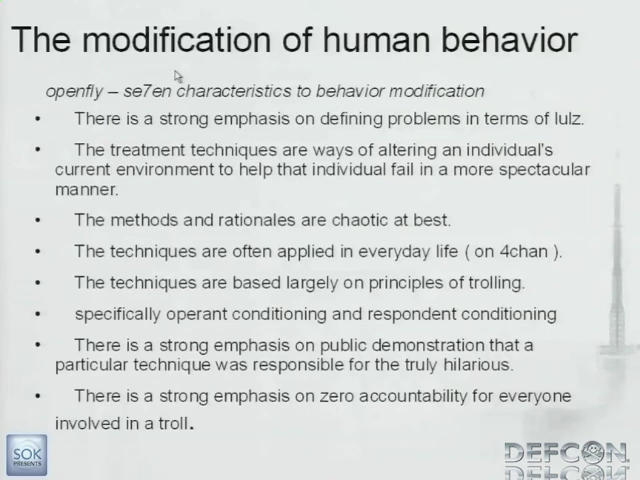 The modification of human behavior
openfly – se7en characteristics to behavior modification
• There is a strong emphasis on defining problems in terms of lulz.
• The treatment techniques are ways of altering an individual's
current environment to help that individual fail in a more spectacular
manner.
• The methods and rationales are chaotic at best.
• The techniques are often applied in everyday life ( on 4chan ).
• The techniques are based largely on principles of trolling.
• specifically operant conditioning and respondent conditioning
• There is a strong emphasis on public demonstration that a
particular technique was responsible for the truly hilarious.
• There is a strong emphasis on zero accountability for everyone
involved in a troll.
SOK
PRESENTS
DEFCON